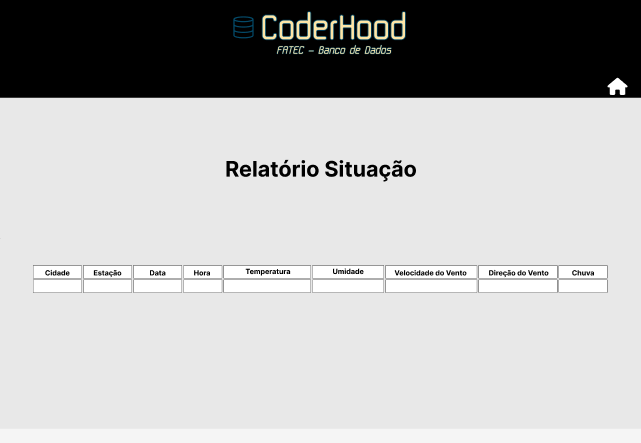 CoderHood
FATEC – Banco de Dados
Relatório Situação
Cidade Estação Data Hora Temperatura Umidade Velocidade do Vento Direção do Vento Chuva